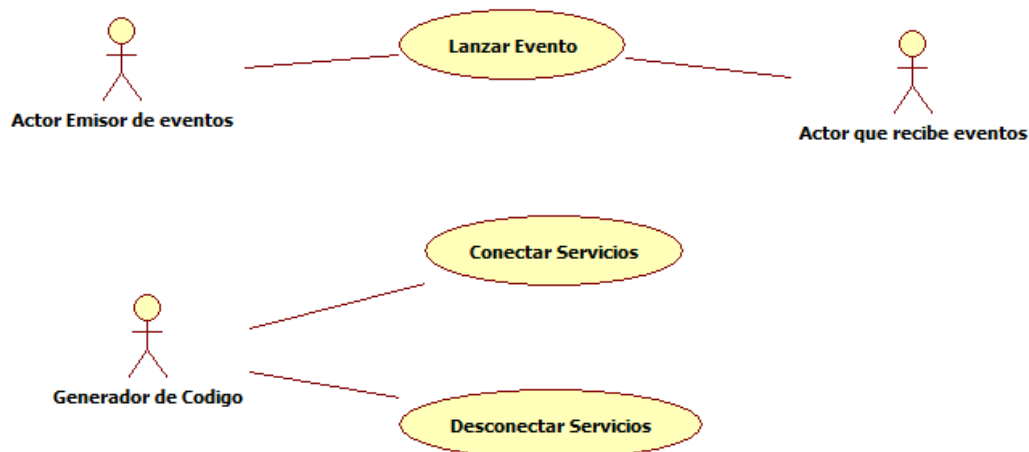 Lanzar Evento
Actor Emisor de eventos
Actor que recibe eventos
Conectar Servicios
Generador de Codigo
Desconectar Servicios